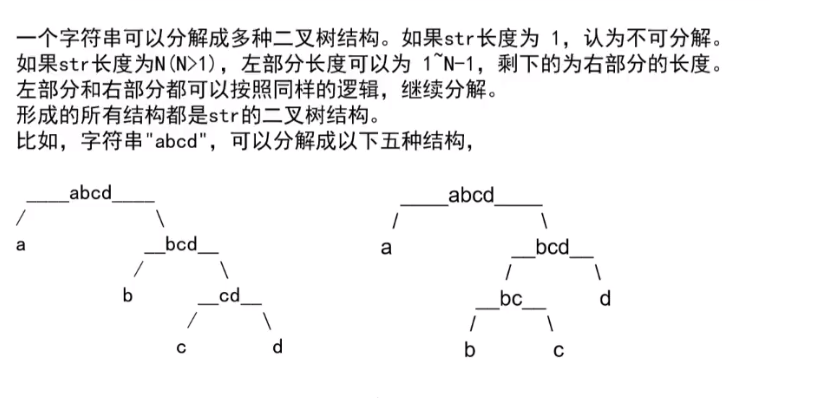 一个字符串可以分解成多种二叉树结构。如果str长度为 1，认为不可分解。
如果str长度为N(N>1)，左部分长度可以为 1~N-1，剩下的为右部分的长度。
左部分和右部分都可以按照同样的逻辑，继续分解。
形成的所有结构都是str的二叉树结构。
比如，字符串"abcd"，可以分解成以下五种结构，
____abcd____ _____abcd_____
/ \ / \
a __bcd__ a __bcd__
/ \ / \
b __cd__ __bc__ d
/ \ / \
c d b c